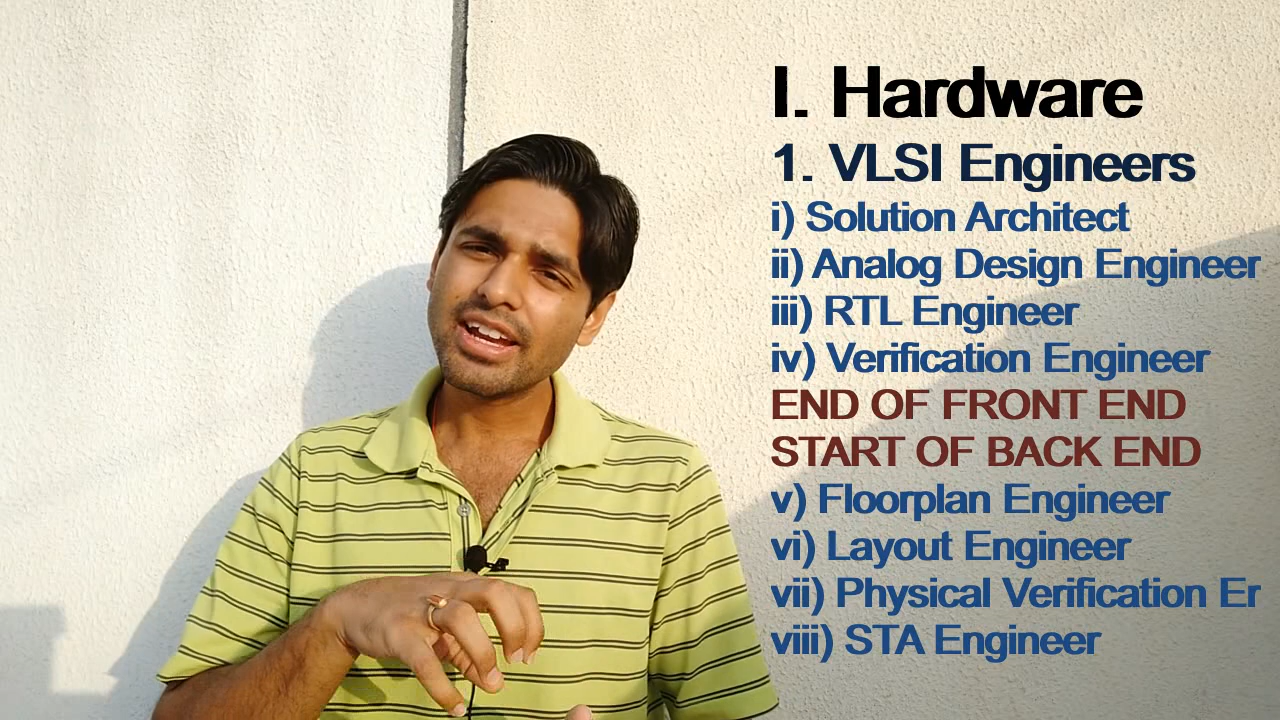 I. Hardware
1. VLSI Engineers
i) Solution Architect
ii) Analog Design Engineer
iii) RTL Engineer
iv) Verification Engineer
END OF FRONT END
START OF BACK END
v) Floorplan Engineer
vi) Layout Engineer
vii) Physical Verification Er
viii) STA Engineer